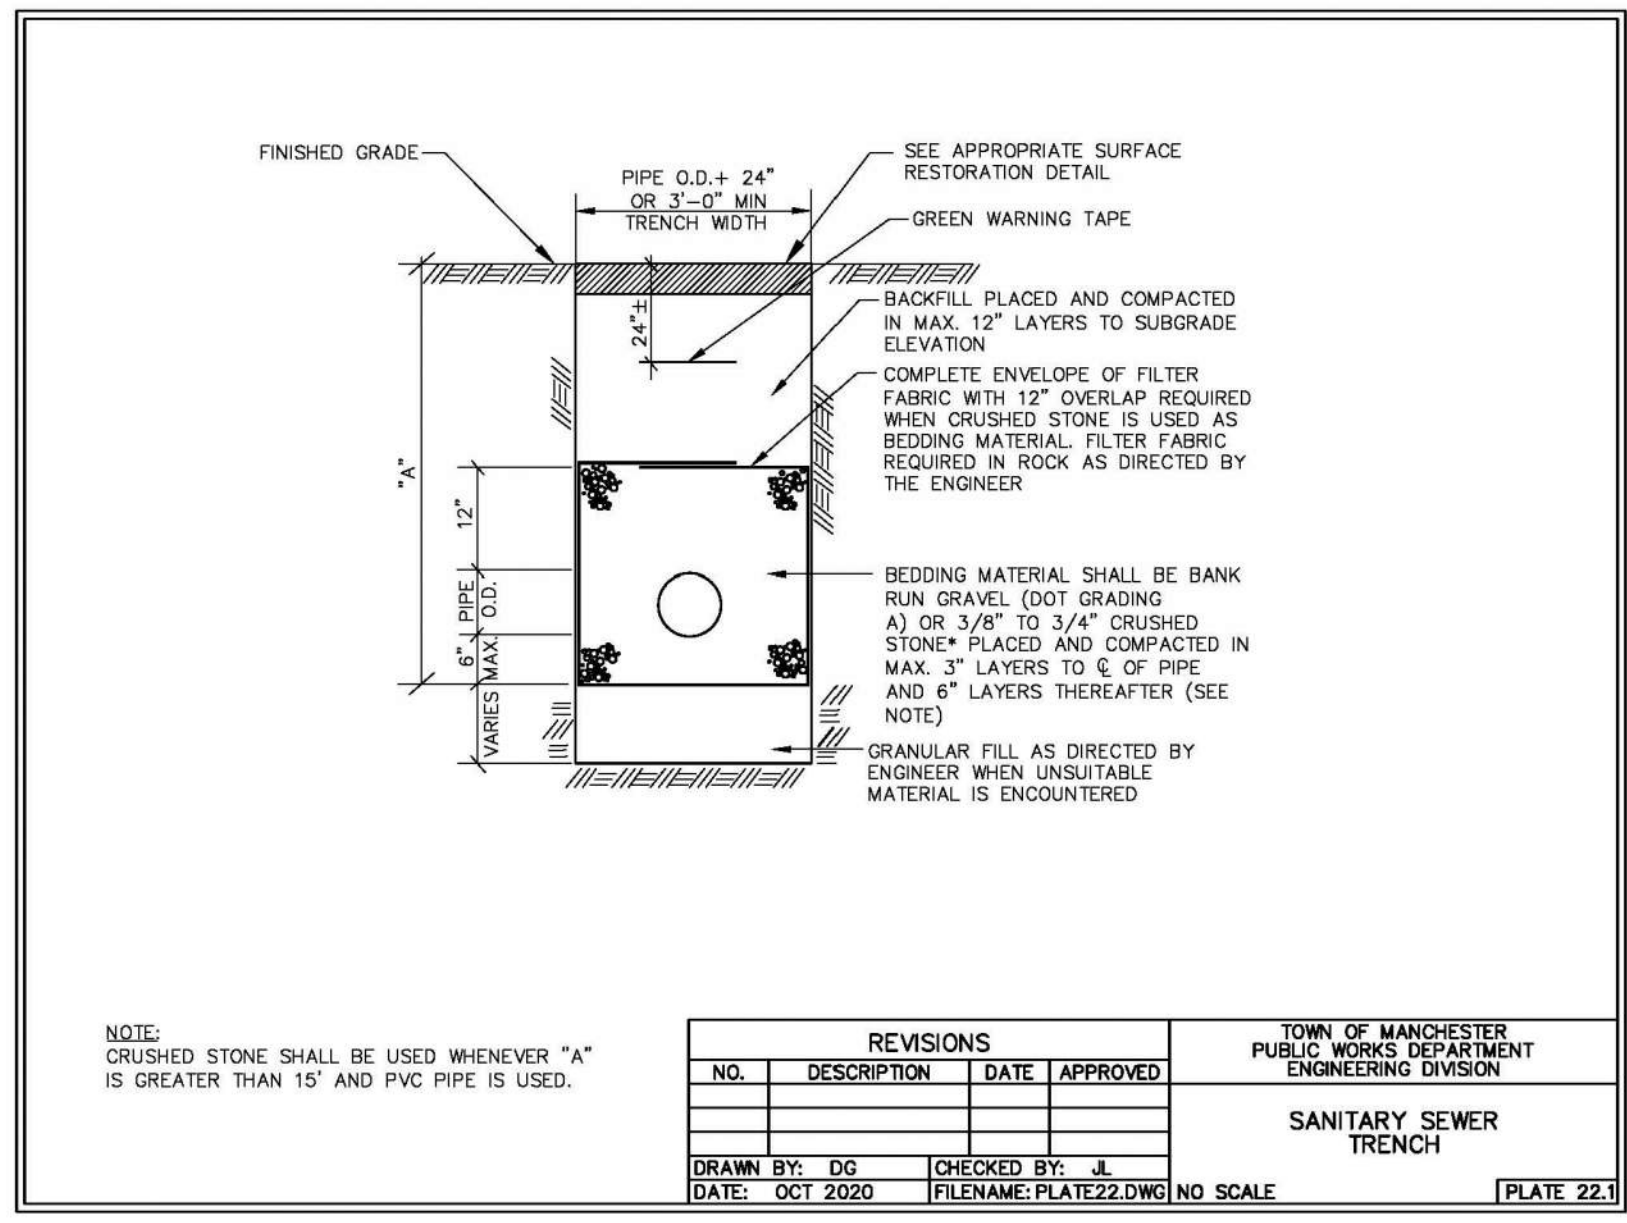 FINISHED GRADE
PIPE O.D.+ 24"
OR 3'-0" MIN
TRENCH WIDTH
SEE APPROPRIATE SURFACE
RESTORATION DETAIL
GREEN WARNING TAPE
24"±
BACKFILL PLACED AND COMPACTED
IN MAX. 12" LAYERS TO SUBGRADE
ELEVATION
COMPLETE ENVELOPE OF FILTER
FABRIC WITH 12" OVERLAP REQUIRED
WHEN CRUSHED STONE IS USED AS
BEDDING MATERIAL. FILTER FABRIC
REQUIRED IN ROCK AS DIRECTED BY
THE ENGINEER
"A"
12"
PIPE
O.D.
6"
MAX.
VARIES
BEDDING MATERIAL SHALL BE BANK
RUN GRAVEL (DOT GRADING
A) OR 3/8" TO 3/4" CRUSHED
STONE* PLACED AND COMPACTED IN
MAX. 3" LAYERS TO ℄ OF PIPE
AND 6" LAYERS THEREAFTER (SEE
NOTE)
GRANULAR FILL AS DIRECTED BY
ENGINEER WHEN UNSUITABLE
MATERIAL IS ENCOUNTERED
NOTE:
CRUSHED STONE SHALL BE USED WHENEVER "A"
IS GREATER THAN 15' AND PVC PIPE IS USED.
REVISIONS
NO. DESCRIPTION DATE APPROVED
DRAWN BY: DG CHECKED BY: JL
DATE: OCT 2020 FILENAME: PLATE22.DWG
TOWN OF MANCHESTER
PUBLIC WORKS DEPARTMENT
ENGINEERING DIVISION
SANITARY SEWER
TRENCH
NO SCALE PLATE 22.1